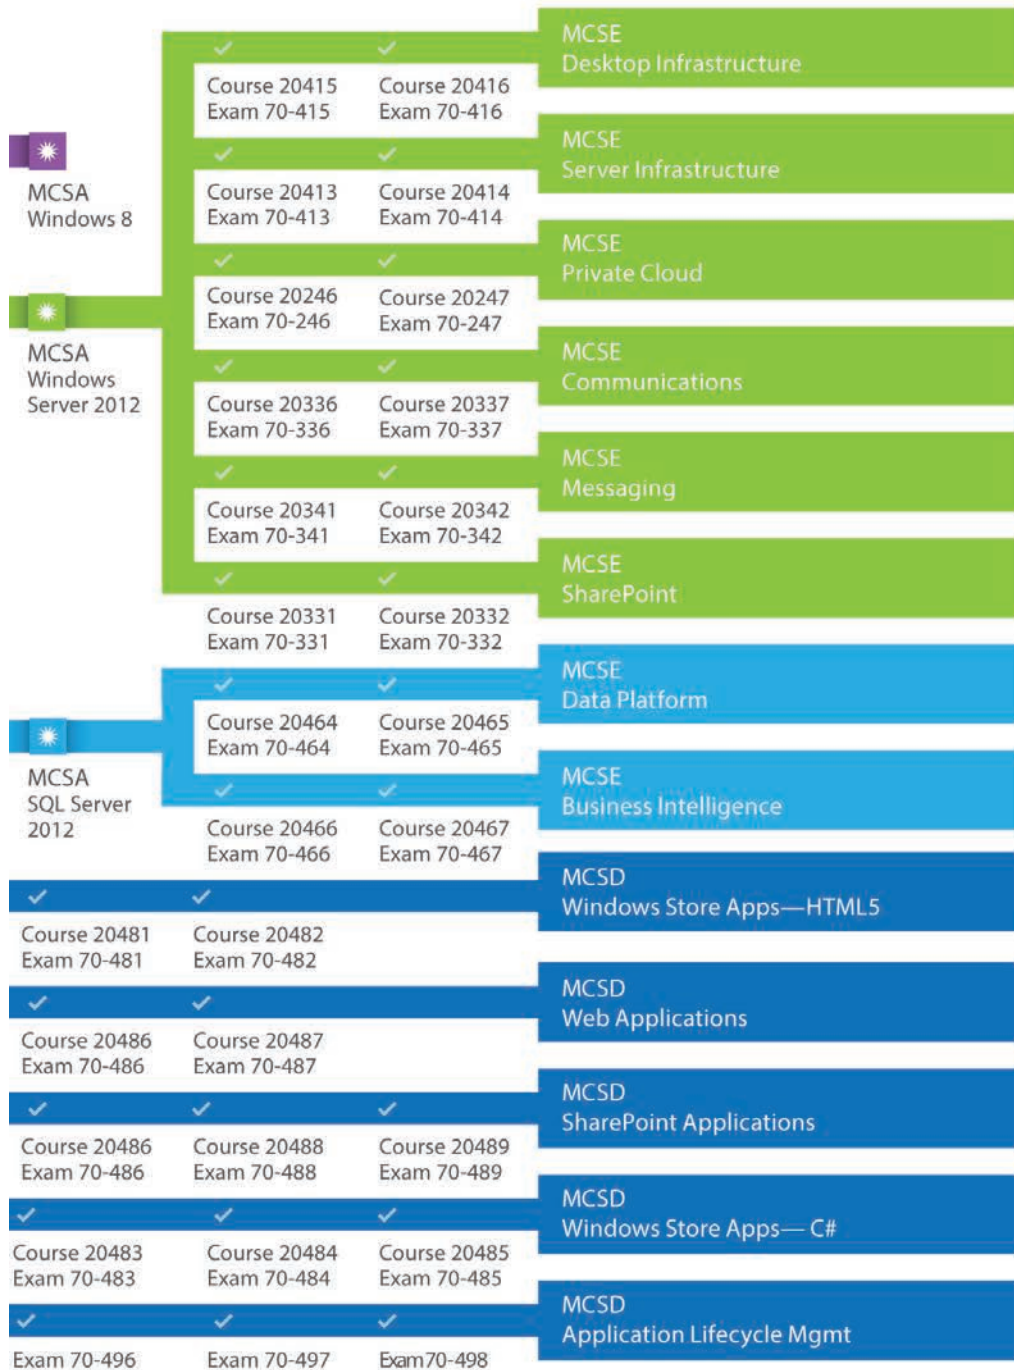 MCSE
Desktop Infrastructure
Course 20415
Exam 70-415
Course 20416
Exam 70-416
MCSA
Windows 8
MCSE
Server Infrastructure
Course 20413
Exam 70-413
Course 20414
Exam 70-414
MCSE
Private Cloud
Course 20246
Exam 70-246
Course 20247
Exam 70-247
MCSA
Windows
Server 2012
MCSE
Communications
Course 20336
Exam 70-336
Course 20337
Exam 70-337
MCSE
Messaging
Course 20341
Exam 70-341
Course 20342
Exam 70-342
MCSE
SharePoint
Course 20331
Exam 70-331
Course 20332
Exam 70-332
MCSE
Data Platform
Course 20464
Exam 70-464
Course 20465
Exam 70-465
MCSA
SQL Server
2012
MCSE
Business Intelligence
Course 20466
Exam 70-466
Course 20467
Exam 70-467
MCSD
Windows Store Apps—HTML5
Course 20481
Exam 70-481
Course 20482
Exam 70-482
MCSD
Web Applications
Course 20486
Exam 70-486
Course 20487
Exam 70-487
MCSD
SharePoint Applications
Course 20486
Exam 70-486
Course 20488
Exam 70-488
Course 20489
Exam 70-489
MCSD
Windows Store Apps— C#
Course 20483
Exam 70-483
Course 20484
Exam 70-484
Course 20485
Exam 70-485
MCSD
Application Lifecycle Mgmt
Exam 70-496
Exam 70-497
Exam70-498